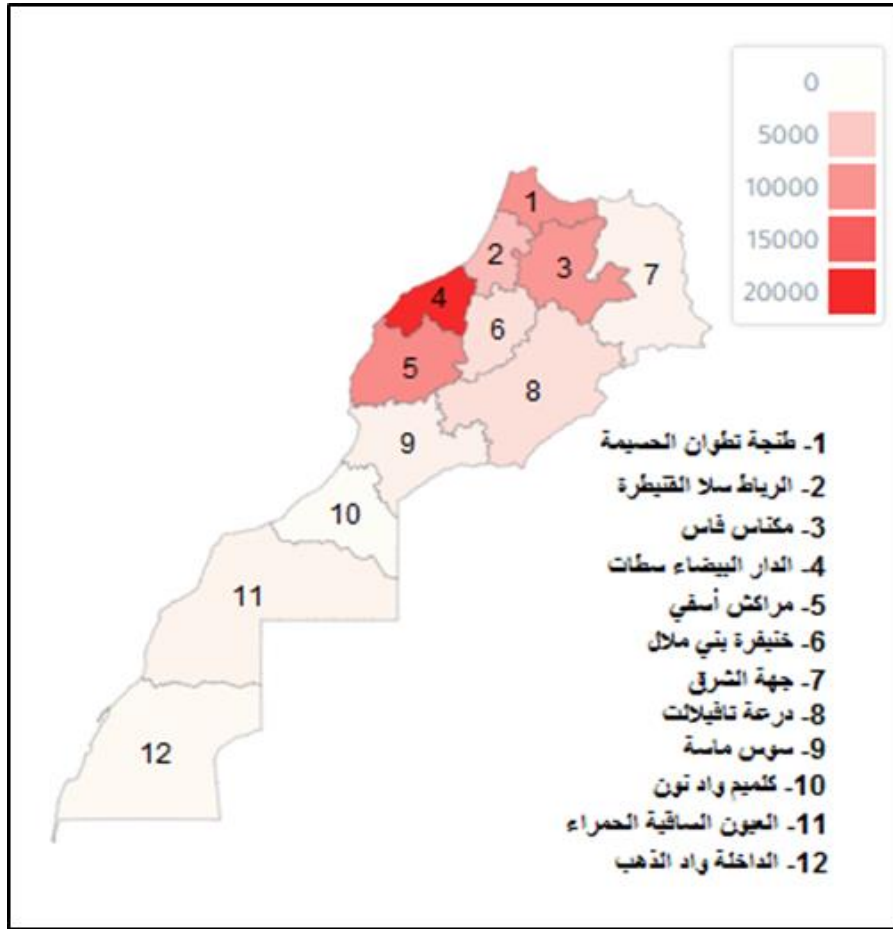 0
5000
10000
15000
20000
1
2
3
7
4
6
5
8
9
10
11
12
1- طنجة تطوان الحسيمة
2- الرباط سلا القنيطرة
3- مكناس فاس
4- الدار البيضاء سطات
5- مراكش أسفي
6- خنيفرة بني ملال
7- جهة الشرق
8- درعة تافيلالت
9- سوس ماسة
10- كلميم واد نون
11- العيون الساقية الحمراء
12- الداخلة واد الذهب